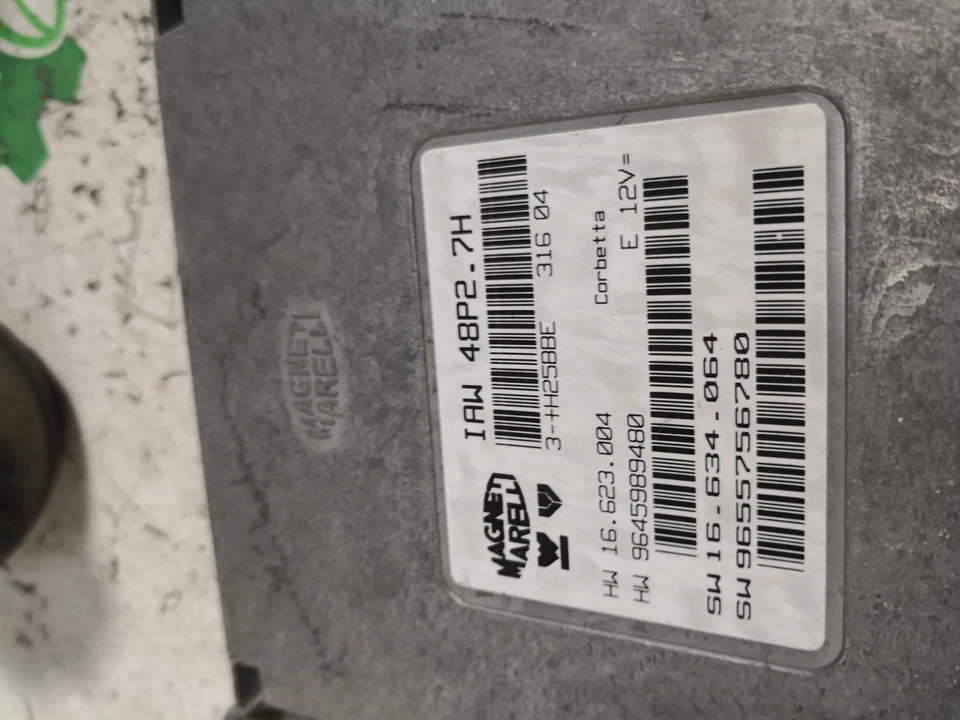 MAGNETI
MARELLI
MAGNETI
MARELLI
IAW 48P2.7H
3-HH25BBE 316 04
HW 16.623.004 Corbetta
HW 9645989480 E 12V=
SW 16.634.064
SW 9655756780